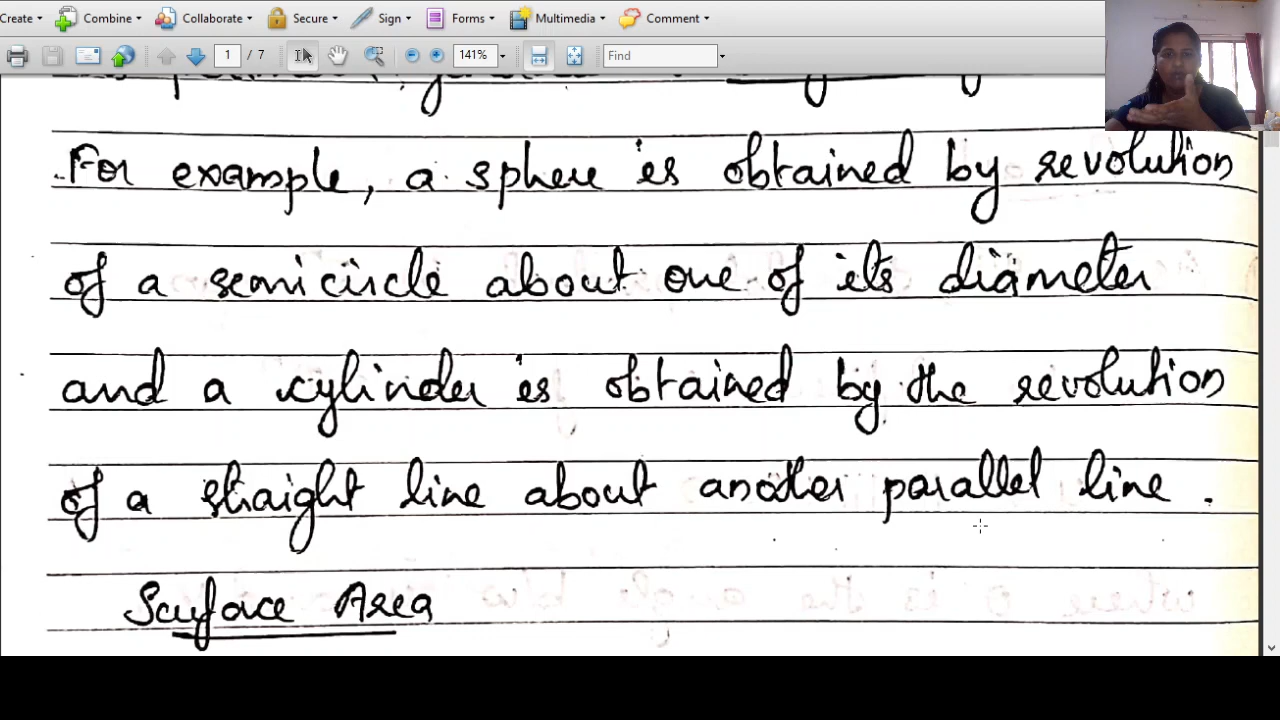 Create Combine Collaborate Secure Sign Forms Multimedia Comment
1 / 7 141% Find
For example, a sphere is obtained by revolution
of a semicircle about one of its diameter
and a cylinder is obtained by the revolution
of a straight line about another parallel line.
Surface Area